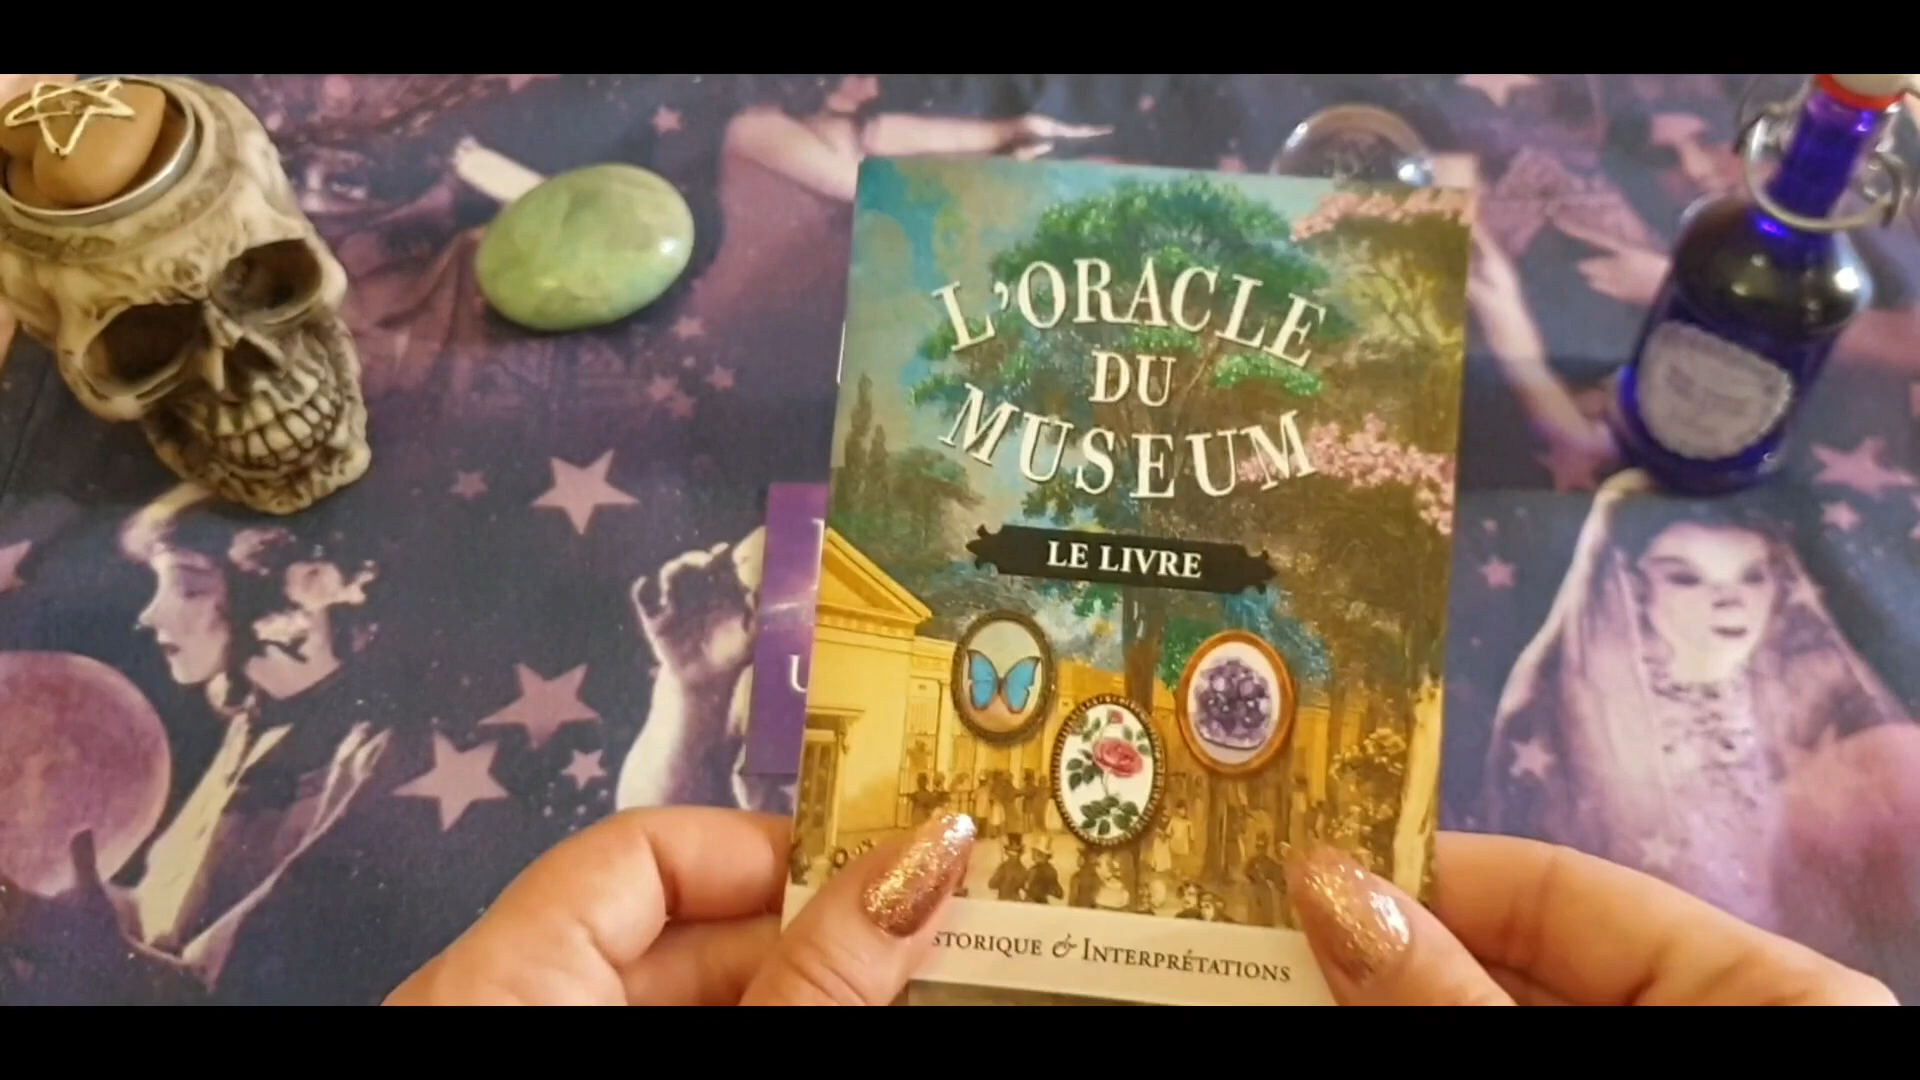 L'ORACLE
DU
MUSEUM
LE LIVRE
STORIQUE & INTERPRÉTATIONS